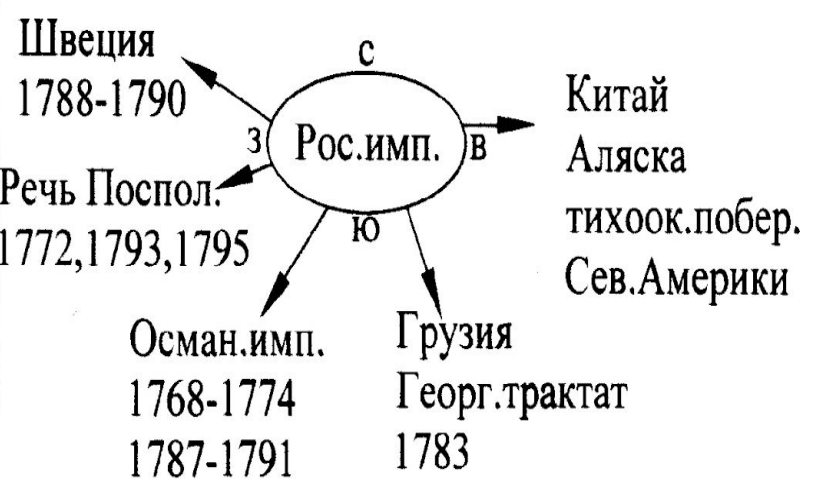 Швеция
1788-1790
Речь Поспол.
1772,1793,1795
С
З
Рос.имп.
В
Ю
Китай
Аляска
тихоок.побер.
Сев.Америки
Осман.имп.
1768-1774
1787-1791
Грузия
Георг.трактат
1783